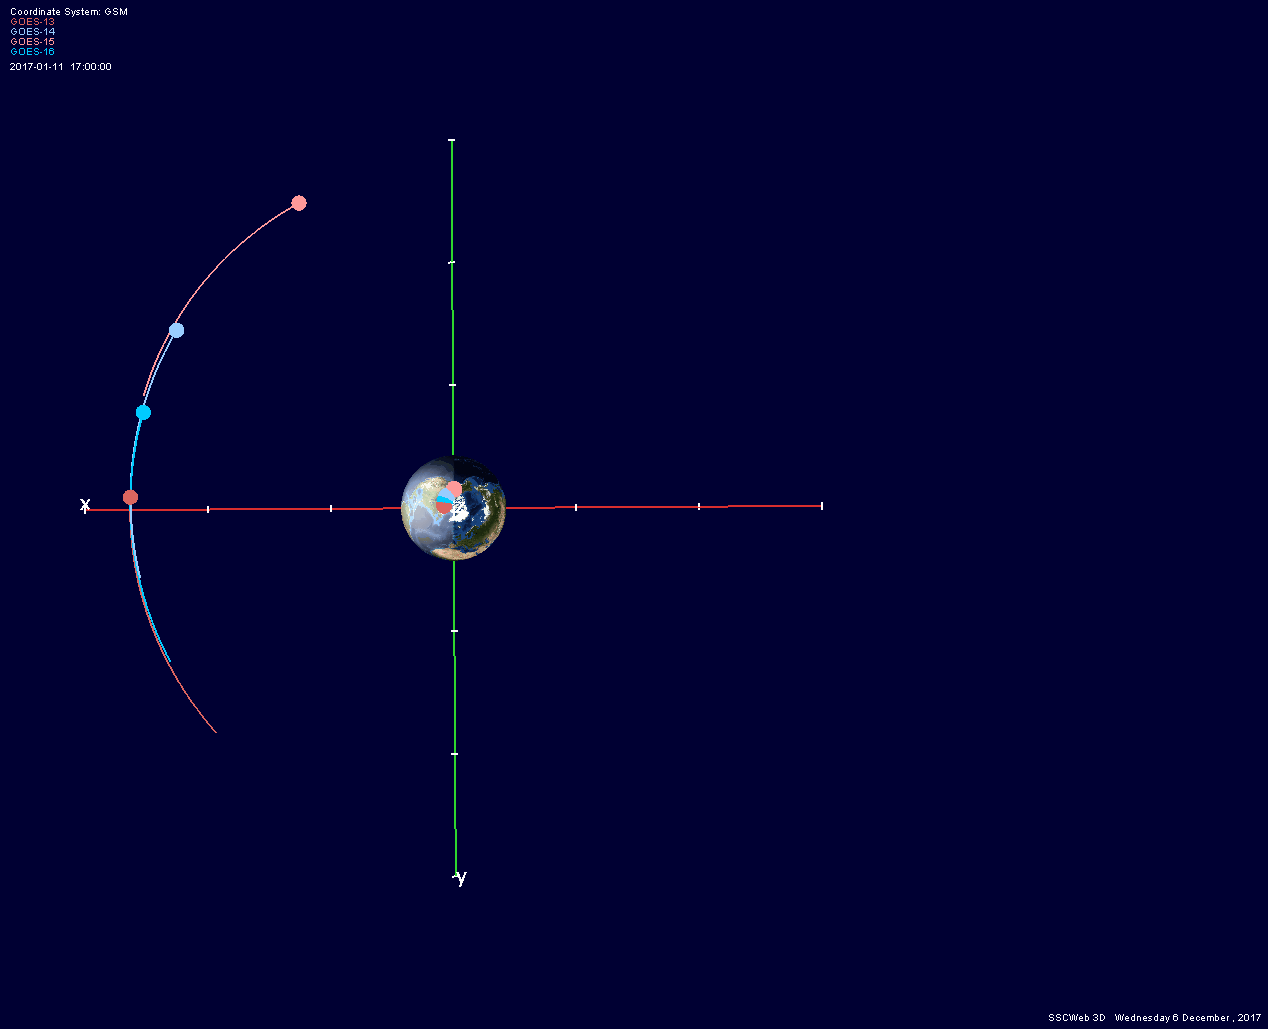 Coordinate System: GSM
GOES-13
GOES-14
GOES-15
GOES-16
2017-01-11 17:00:00
X
y
SSCWeb 3D Wednesday 6 December , 2017